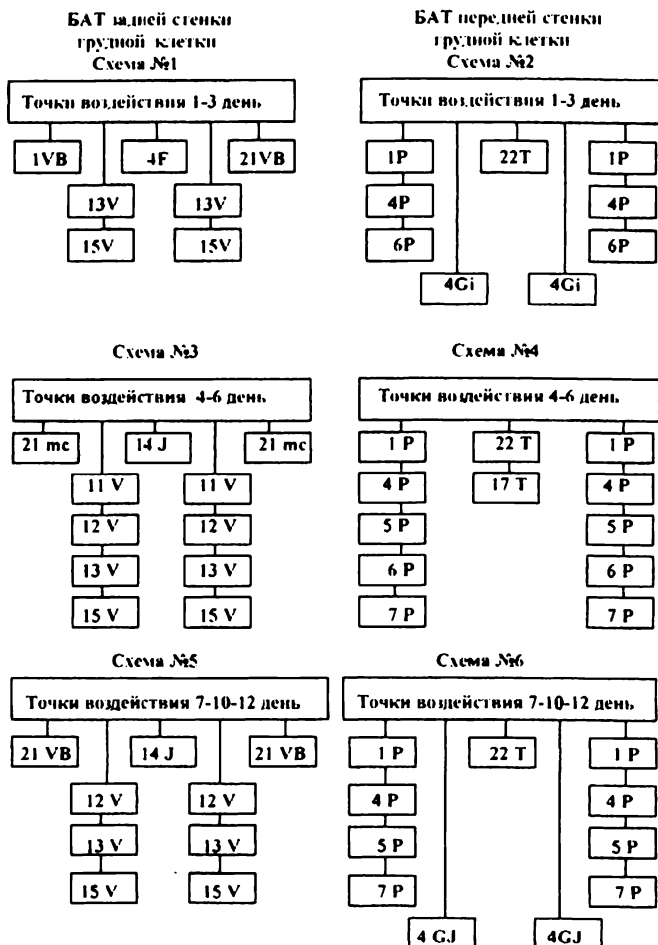 БАТ задней стенки
грудной клетки
Схема №1
Точки воздействия 1-3 день
1VB 4F 21VB
13V 13V
15V 15V
БАТ передней стенки
грудной клетки
Схема №2
Точки воздействия 1-3 день
1P 22T 1P
4P 4P
6P 6P
4Gi 4Gi
Схема №3
Точки воздействия 4-6 день
21 mc 14 J 21 mc
11 V 11 V
12 V 12 V
13 V 13 V
15 V 15 V
Схема №4
Точки воздействия 4-6 день
1 P 22 T 1 P
4 P 17 T 4 P
5 P 5 P
6 P 6 P
7 P 7 P
Схема №5
Точки воздействия 7-10-12 день
21 VB 14 J 21 VB
12 V 12 V
13 V 13 V
15 V 15 V
Схема №6
Точки воздействия 7-10-12 день
1 P 22 T 1 P
4 P 4 P
5 P 5 P
7 P 7 P
4 GJ 4GJ